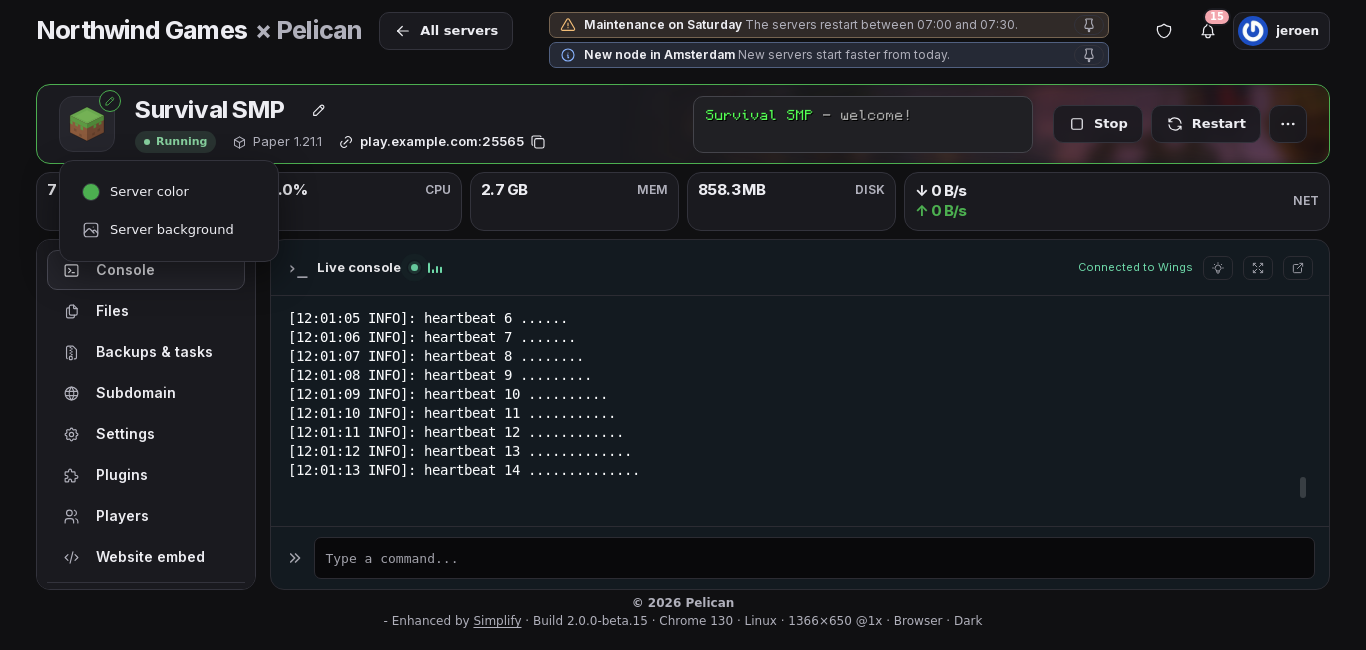 Northwind Games × Pelican
All servers
Maintenance on Saturday The servers restart between 07:00 and 07:30.
New node in Amsterdam New servers start faster from today.
15
jeroen
Survival SMP
Running
Paper 1.21.1
play.example.com:25565
Survival SMP - welcome!
Stop
Restart
7
.0%
CPU
2.7 GB
MEM
858.3 MB
DISK
↓ 0 B/s
↑ 0 B/s
NET
Server color
Server background
Console
Files
Backups & tasks
Subdomain
Settings
Plugins
Players
Website embed
Live console
Connected to Wings
[12:01:05 INFO]: heartbeat 6 ......
[12:01:06 INFO]: heartbeat 7 .......
[12:01:07 INFO]: heartbeat 8 ........
[12:01:08 INFO]: heartbeat 9 .........
[12:01:09 INFO]: heartbeat 10 ..........
[12:01:10 INFO]: heartbeat 11 ...........
[12:01:11 INFO]: heartbeat 12 ............
[12:01:12 INFO]: heartbeat 13 .............
[12:01:13 INFO]: heartbeat 14 ..............
Type a command...
© 2026 Pelican
- Enhanced by Simplify · Build 2.0.0-beta.15 · Chrome 130 · Linux · 1366×650 @1x · Browser · Dark